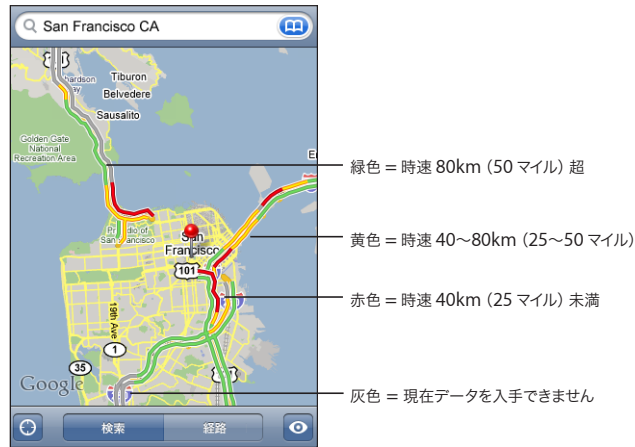 San Francisco CA
Tiburon
Belvedere
Sausalito
Golden Gate
National
Recreation Area
San
Francisco
101
19th Ave
1
35
Google
検索
経路
緑色 = 時速 80km（50 マイル）超
黄色 = 時速 40〜80km（25〜50 マイル）
赤色 = 時速 40km（25 マイル）未満
灰色 = 現在データを入手できません